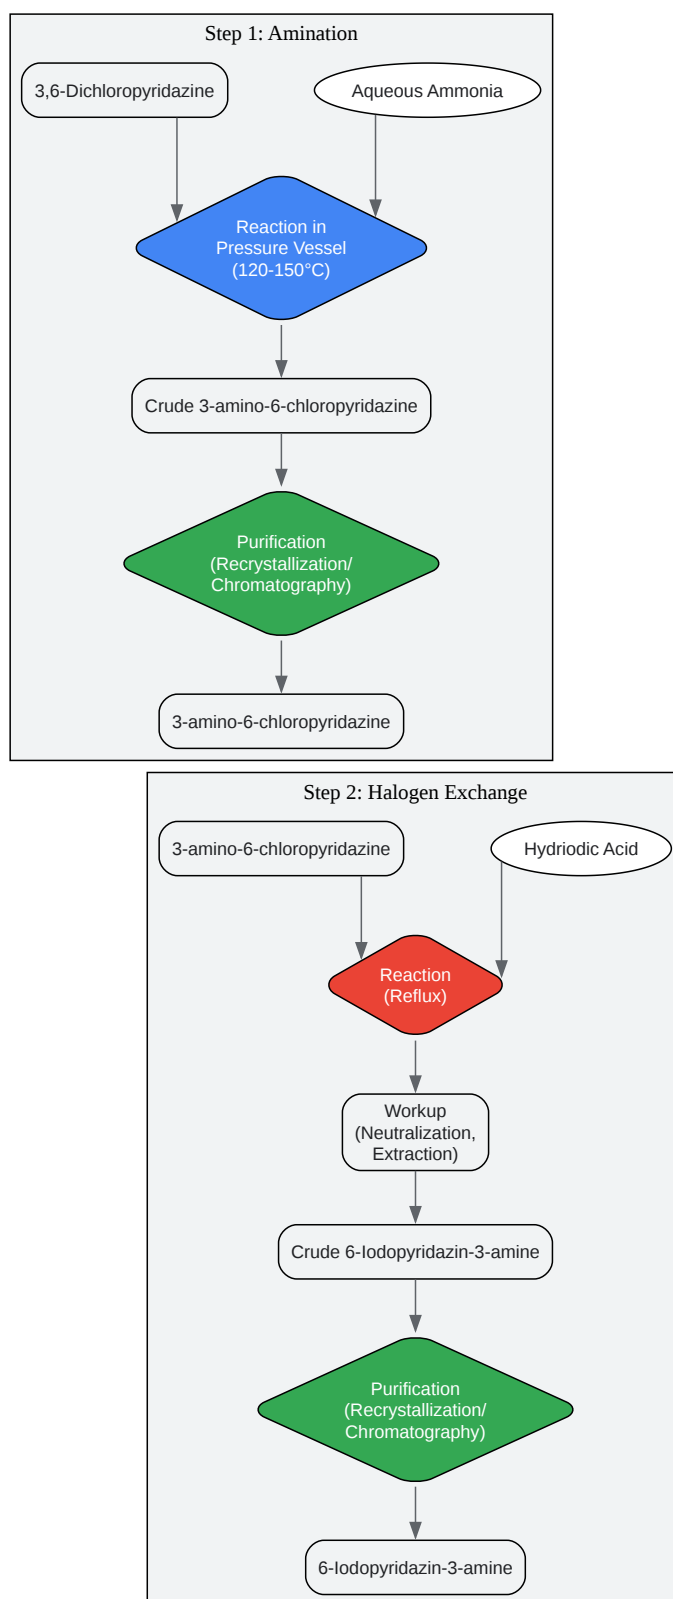 Step 1: Amination
3,6-Dichloropyridazine
Aqueous Ammonia
Reaction in
Pressure Vessel
(120-150°C)
Crude 3-amino-6-chloropyridazine
Purification
(Recrystallization/
Chromatography)
3-amino-6-chloropyridazine
Step 2: Halogen Exchange
3-amino-6-chloropyridazine
Hydriodic Acid
Reaction
(Reflux)
Workup
(Neutralization,
Extraction)
Crude 6-Iodopyridazin-3-amine
Purification
(Recrystallization/
Chromatography)
6-Iodopyridazin-3-amine